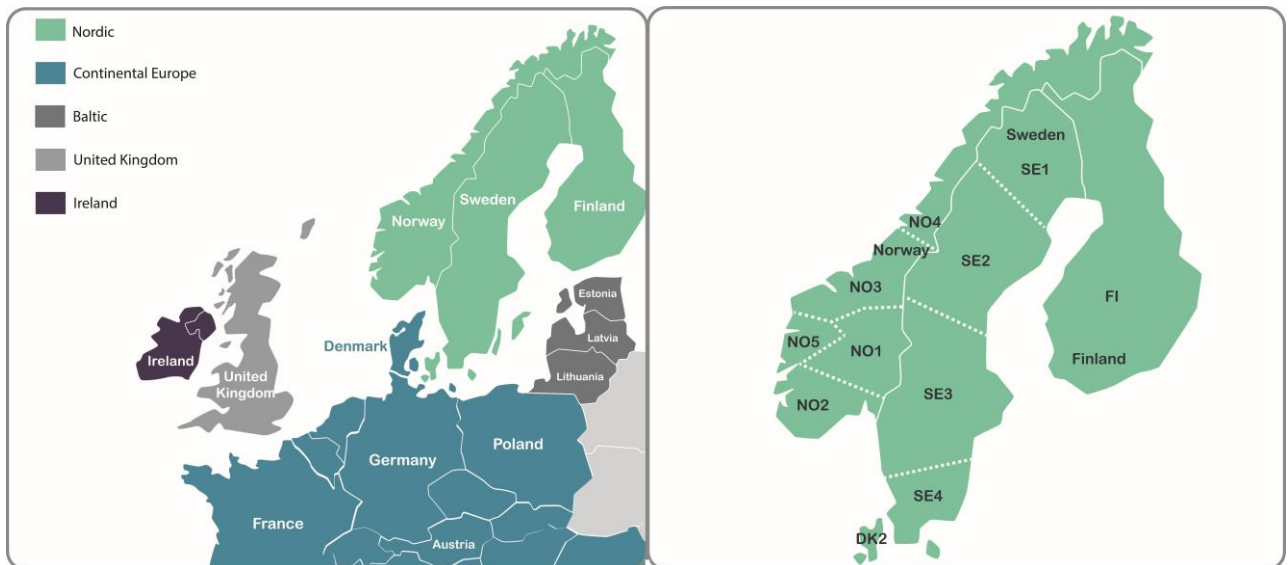 Nordic
Continental Europe
Baltic
United Kingdom
Ireland
Norway
Sweden
Finland
Estonia
Latvia
Lithuania
Denmark
Ireland
United
Kingdom
Poland
Germany
France
Austria
Sweden
SE1
NO4
Norway
SE2
NO3
FI
NO5
NO1
Finland
NO2
SE3
SE4
DK2